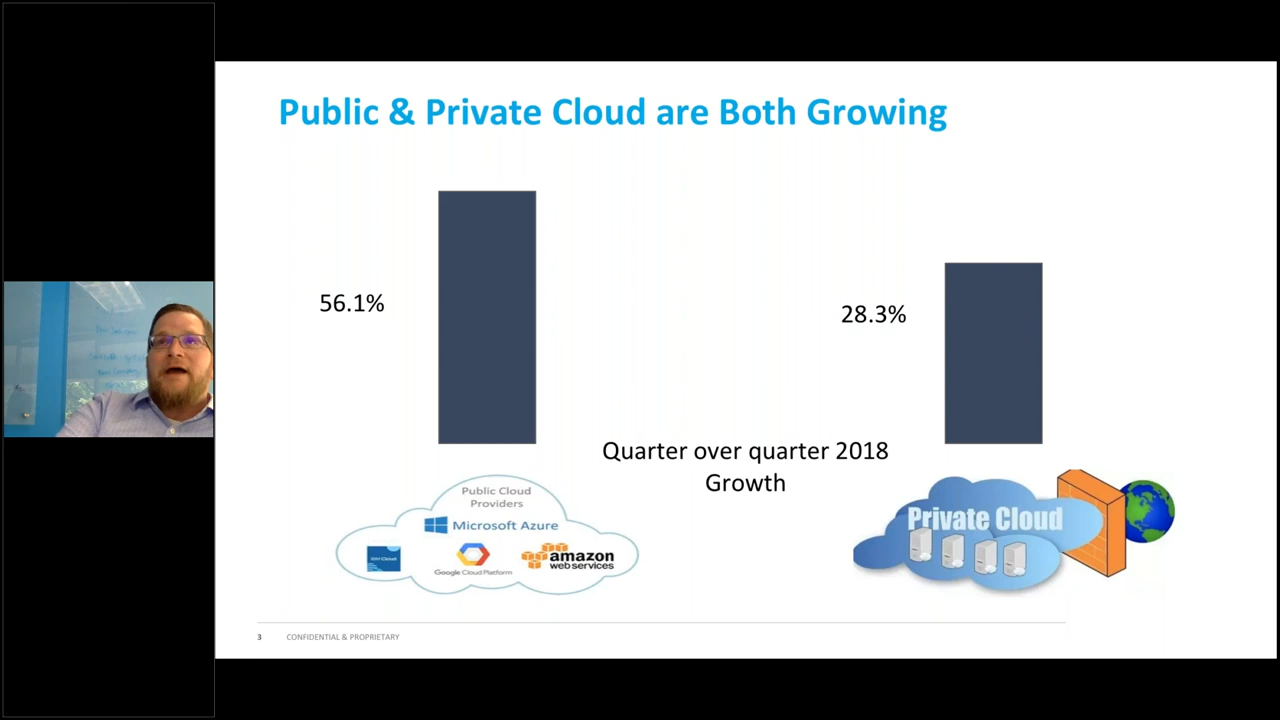 Public & Private Cloud are Both Growing
56.1%
28.3%
Quarter over quarter 2018
Growth
Public Cloud
Providers
Microsoft Azure
IBM Cloud
Google Cloud Platform
amazon
web services
Private Cloud
3 CONFIDENTIAL & PROPRIETARY